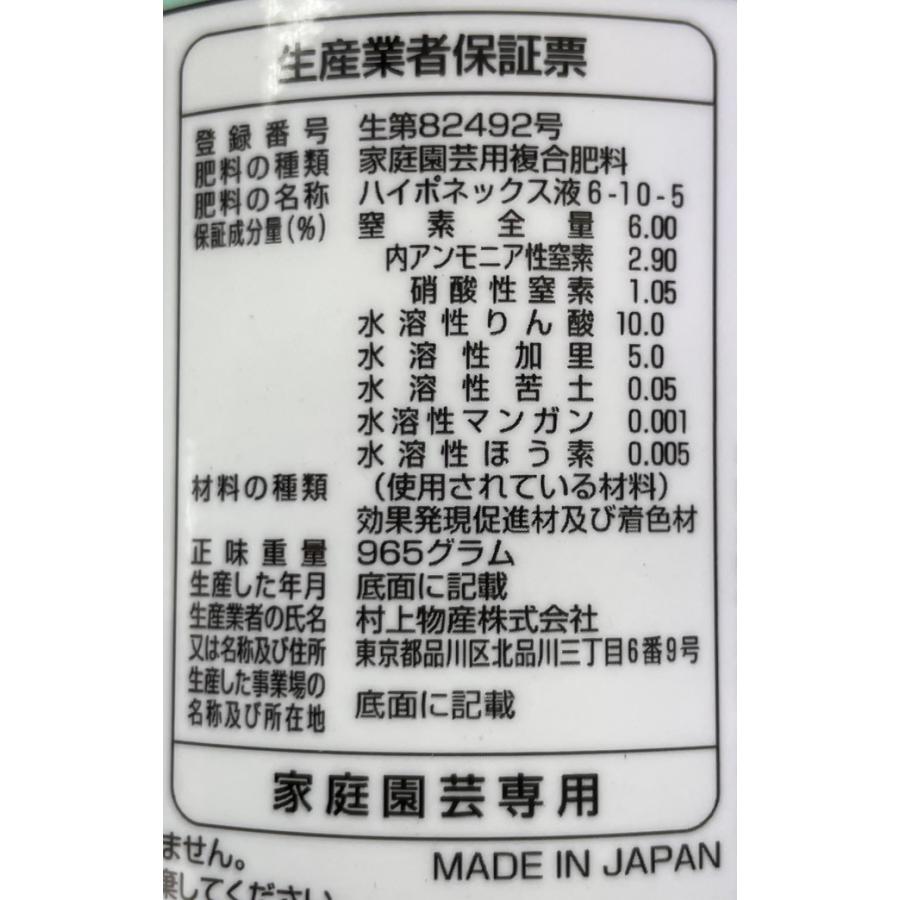 生産業者保証票
登録番号 生第82492号
肥料の種類 家庭園芸用複合肥料
肥料の名称 ハイポネックス液6-10-5
保証成分量(%) 窒素全量 6.00
内アンモニア性窒素 2.90
硝酸性窒素 1.05
水溶性りん酸 10.0
水溶性加里 5.0
水溶性苦土 0.05
水溶性マンガン 0.001
水溶性ほう素 0.005
材料の種類 (使用されている材料)
効果発現促進材及び着色材
正味重量 965グラム
生産した年月 底面に記載
生産業者の氏名 村上物産株式会社
又は名称及び住所 東京都品川区北品川三丁目6番9号
生産した事業場の
名称及び所在地 底面に記載
家庭園芸専用
ません。
MADE IN JAPAN
棄してください。